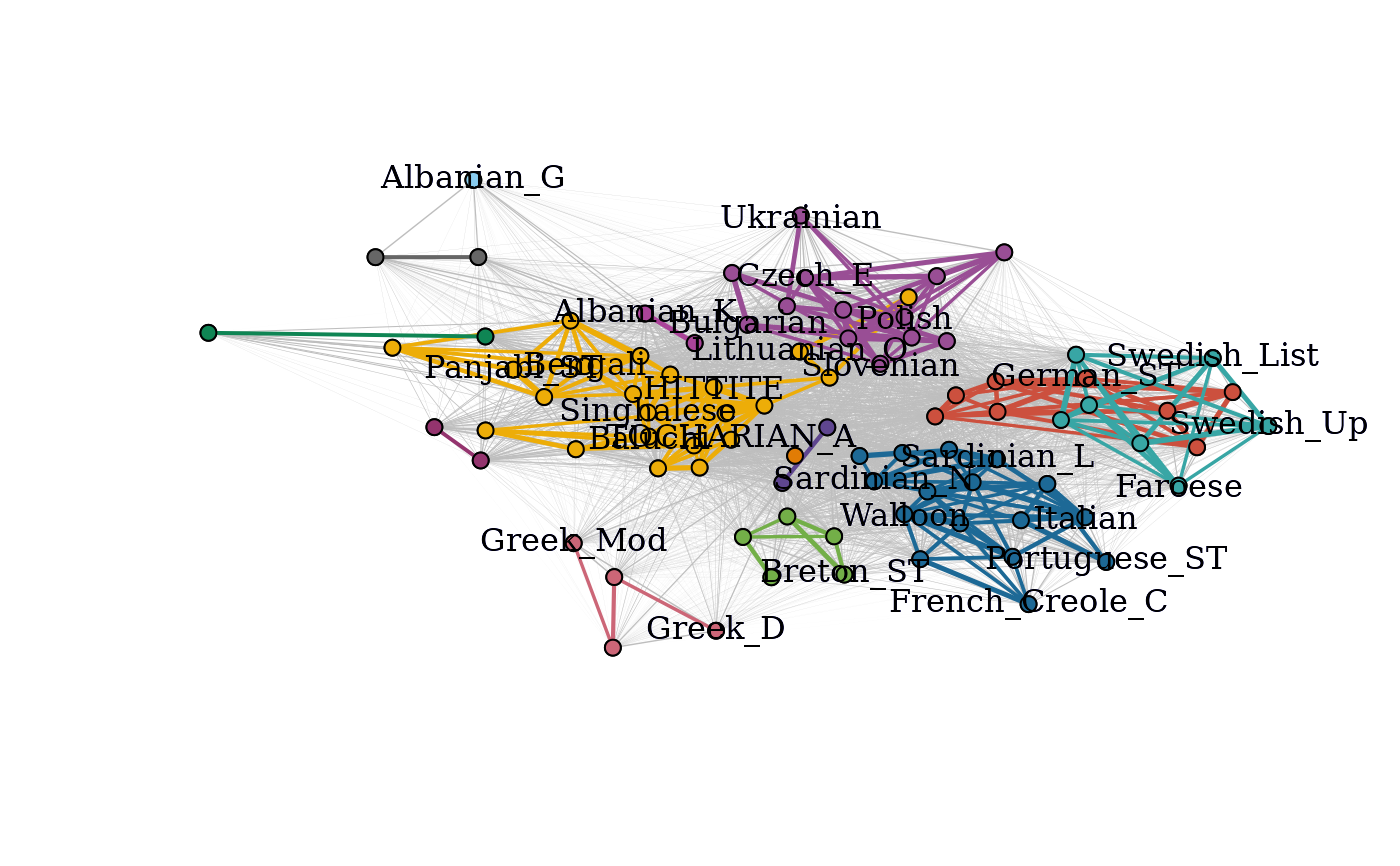 Albanian_G
Ukrainian
Czech_E
Albanian_K
Bulgarian
Polish
Lithuanian_O
Swedish_List
Panjabi_ST
Bengali
Slovenian
German_ST
HITTITE
Singhalese
Swedish_Up
Baluchi
TOCHARIAN_A
Sardinian_L
Sardinian_N
Faroese
Walloon
Italian
Greek_Mod
Portuguese_ST
Breton_ST
French_Creole_C
Greek_D